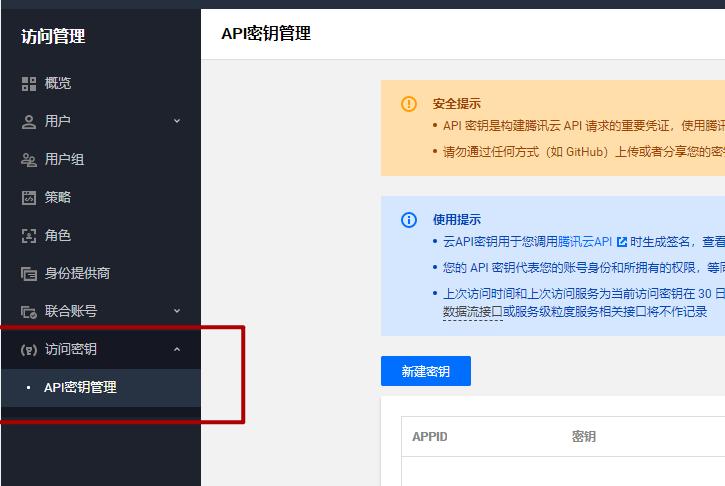 访问管理
API密钥管理
概览
用户
用户组
策略
角色
身份提供商
联合账号
访问密钥
API密钥管理
安全提示
API 密钥是构建腾讯云 API 请求的重要凭证，使用腾讯
请勿通过任何方式（如 GitHub）上传或者分享您的密
使用提示
云API密钥用于您调用腾讯云API 时生成签名，查看
您的 API 密钥代表您的账号身份和所拥有的权限，等同
上次访问时间和上次访问服务为当前访问密钥在 30 日
数据流接口或服务级粒度服务相关接口将不作记录
新建密钥
APPID 密钥